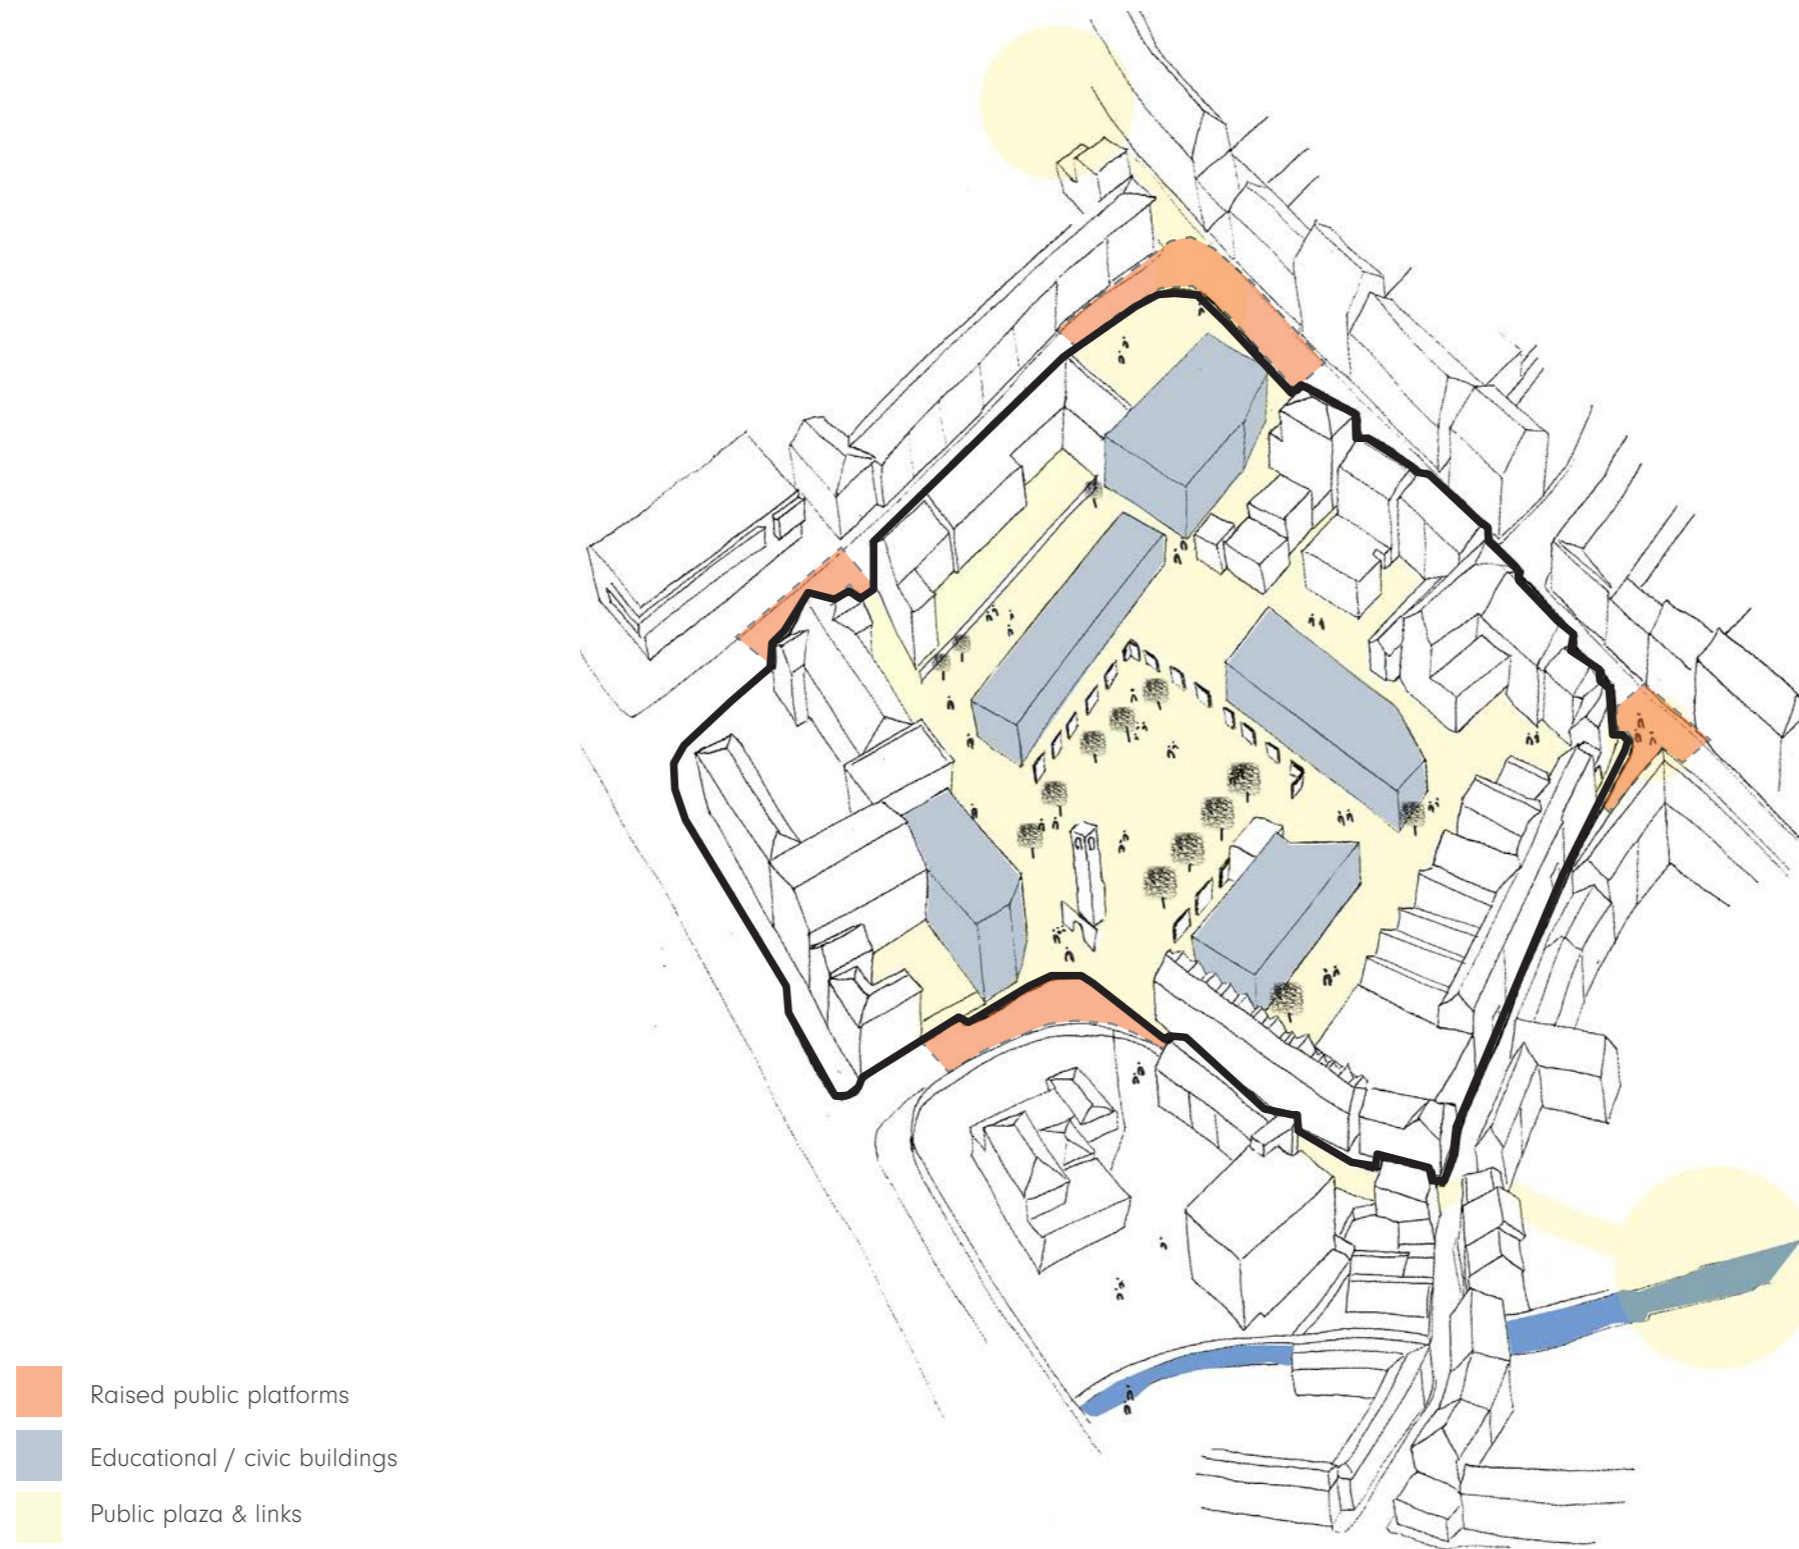 Raised public platforms
Educational / civic buildings
Public plaza & links